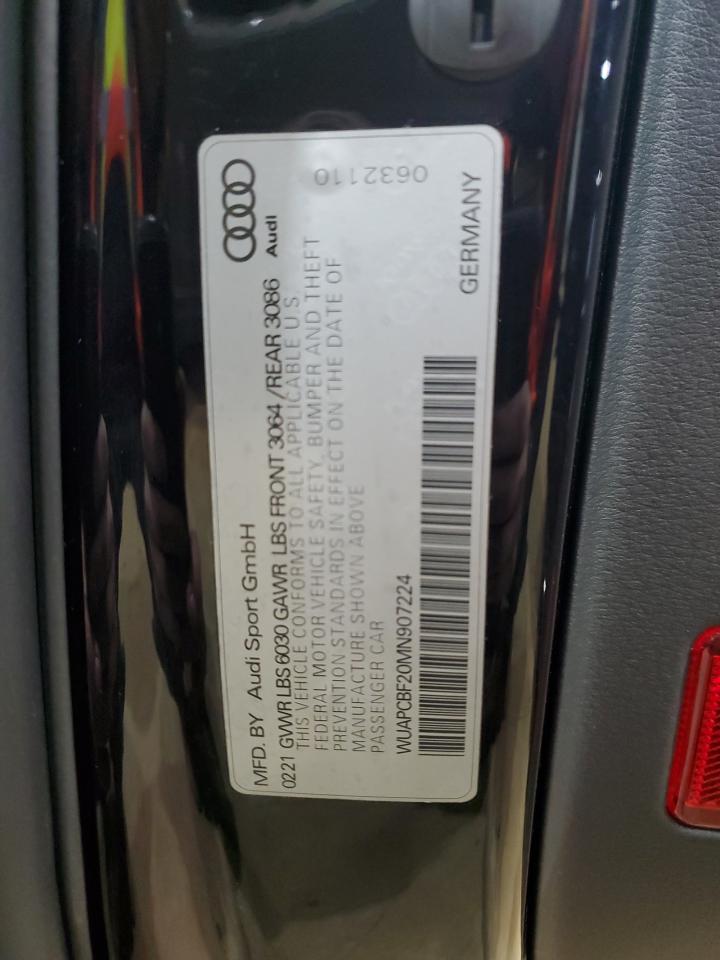 MFD. BY Audi Sport GmbH
Audi
0221 GVWR LBS 6030 GAWR LBS FRONT 3064 /REAR 3086
THIS VEHICLE CONFORMS TO ALL APPLICABLE U.S.
FEDERAL MOTOR VEHICLE SAFETY, BUMPER AND THEFT
PREVENTION STANDARDS IN EFFECT ON THE DATE OF
MANUFACTURE SHOWN ABOVE
PASSENGER CAR
WUAPCBF20MN907224
GERMANY
0632110